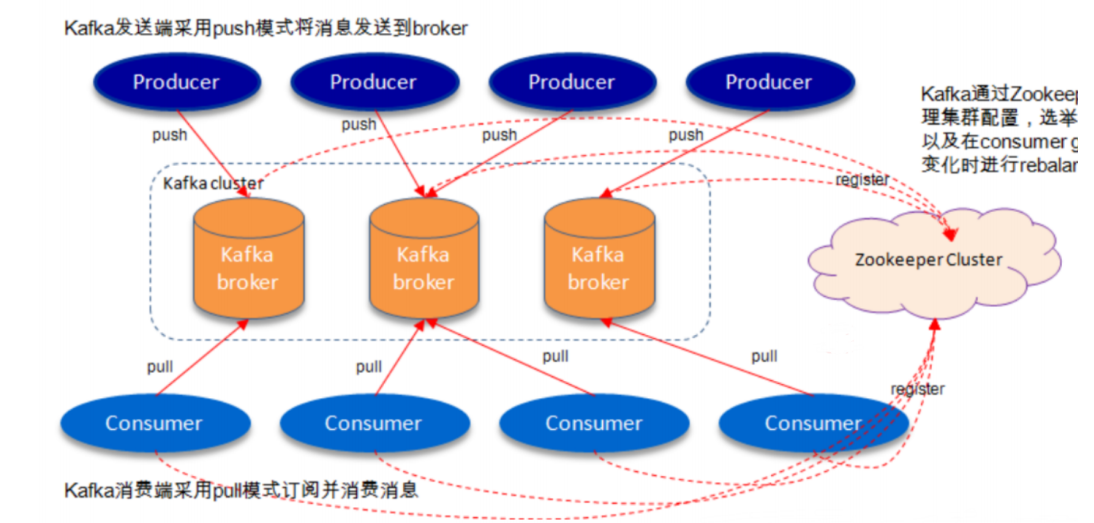 Kafka发送端采用push模式将消息发送到broker
Producer
Producer
Producer
Producer
Kafka通过Zookeep
理集群配置，选举
以及在consumer g
变化时进行rebalan
push
push
push
push
Kafka cluster
register
Kafka
broker
Kafka
broker
Kafka
broker
Zookeeper Cluster
pull
pull
pull
pull
register
Consumer
Consumer
Consumer
Consumer
Kafka消费端采用pull模式订阅并消费消息